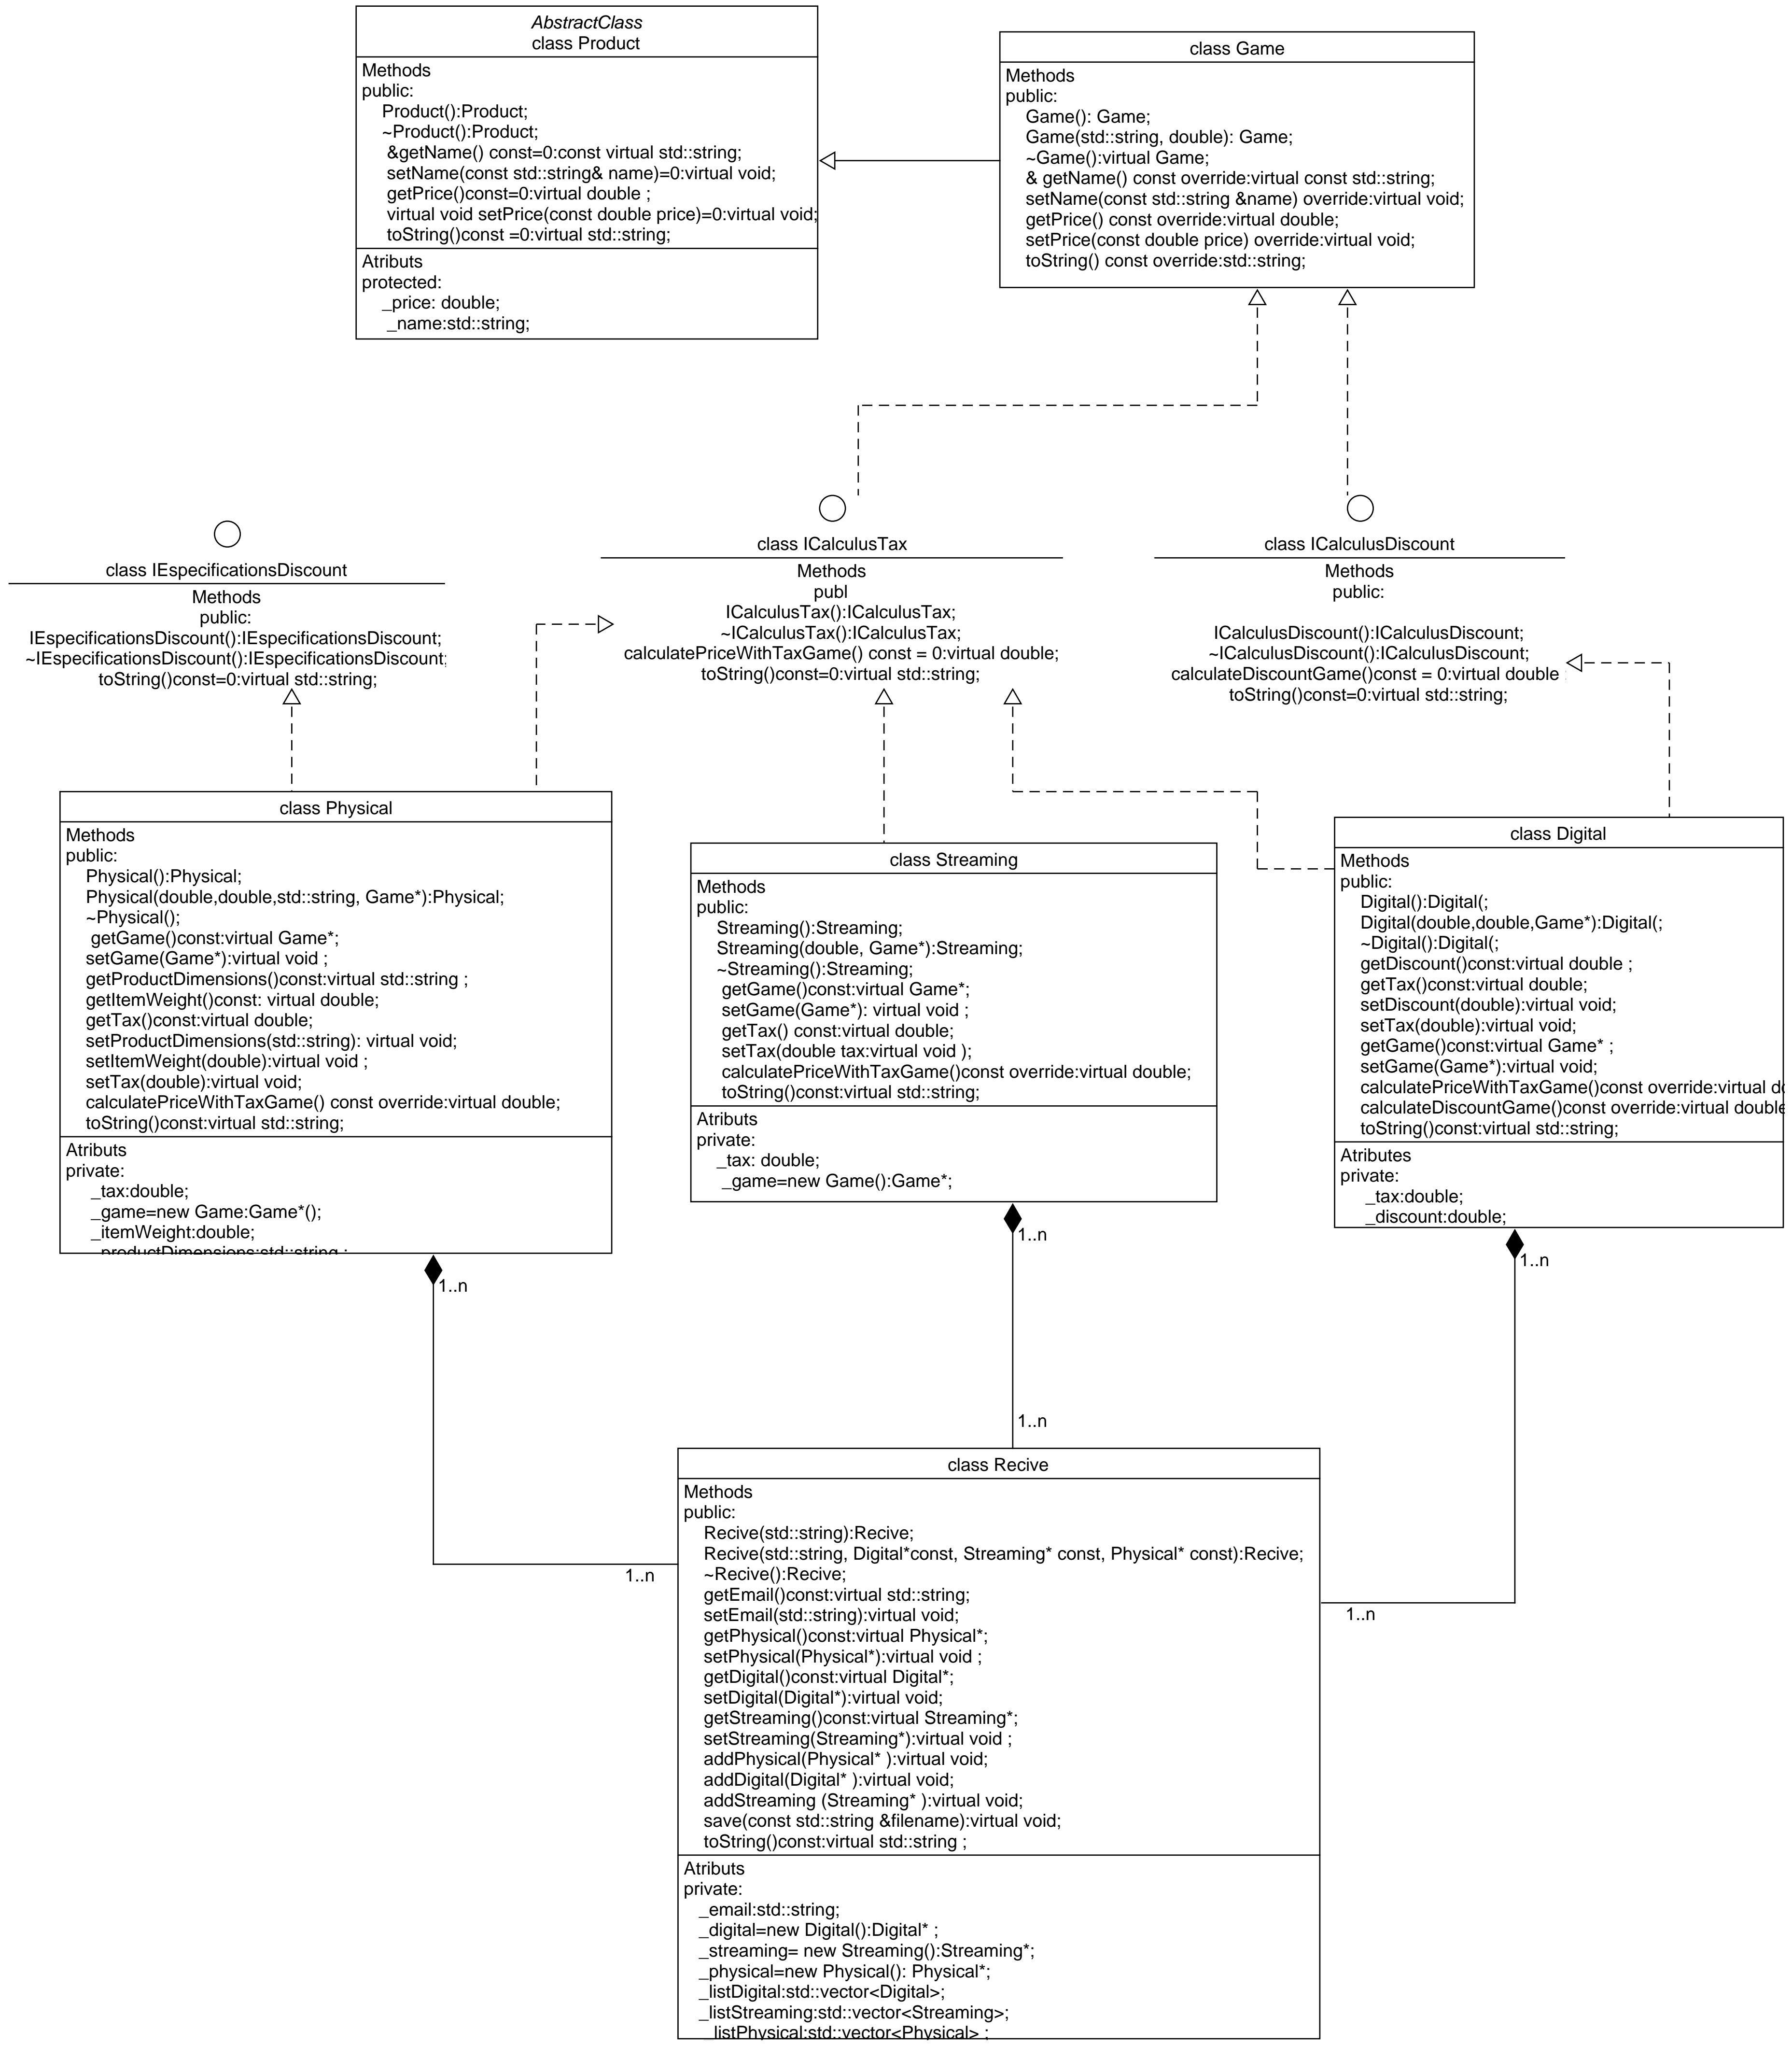 AbstractClass
class Product
Methods
public:
Product():Product;
~Product():Product;
&getName() const=0:const virtual std::string;
setName(const std::string& name)=0:virtual void;
getPrice()const=0:virtual double ;
virtual void setPrice(const double price)=0:virtual void;
toString()const =0:virtual std::string;
Atributs
protected:
_price: double;
_name:std::string;
class Game
Methods
public:
Game(): Game;
Game(std::string, double): Game;
~Game():virtual Game;
& getName() const override:virtual const std::string;
setName(const std::string &name) override:virtual void;
getPrice() const override:virtual double;
setPrice(const double price) override:virtual void;
toString() const override:std::string;
class IEspecificationsDiscount
Methods
public:
IEspecificationsDiscount():IEspecificationsDiscount;
~IEspecificationsDiscount():IEspecificationsDiscount;
toString()const=0:virtual std::string;
class ICalculusTax
Methods
publ
ICalculusTax():ICalculusTax;
~ICalculusTax():ICalculusTax;
calculatePriceWithTaxGame() const = 0:virtual double;
toString()const=0:virtual std::string;
class ICalculusDiscount
Methods
public:
ICalculusDiscount():ICalculusDiscount;
~ICalculusDiscount():ICalculusDiscount;
calculateDiscountGame()const = 0:virtual double
toString()const=0:virtual std::string;
class Physical
Methods
public:
Physical():Physical;
Physical(double,double,std::string, Game*):Physical;
~Physical();
getGame()const:virtual Game*;
setGame(Game*):virtual void ;
getProductDimensions()const:virtual std::string ;
getItemWeight()const: virtual double;
getTax()const:virtual double;
setProductDimensions(std::string): virtual void;
setItemWeight(double):virtual void ;
setTax(double):virtual void;
calculatePriceWithTaxGame() const override:virtual double;
toString()const:virtual std::string;
Atributs
private:
_tax:double;
_game=new Game:Game*();
_itemWeight:double;
_productDimensions:std::string ;
class Streaming
Methods
public:
Streaming():Streaming;
Streaming(double, Game*):Streaming;
~Streaming():Streaming;
getGame()const:virtual Game*;
setGame(Game*): virtual void ;
getTax() const:virtual double;
setTax(double tax:virtual void );
calculatePriceWithTaxGame()const override:virtual double;
toString()const:virtual std::string;
Atributs
private:
_tax: double;
_game=new Game():Game*;
class Digital
Methods
public:
Digital():Digital(;
Digital(double,double,Game*):Digital(;
~Digital():Digital(;
getDiscount()const:virtual double ;
getTax()const:virtual double;
setDiscount(double):virtual void;
setTax(double):virtual void;
getGame()const:virtual Game* ;
setGame(Game*):virtual void;
calculatePriceWithTaxGame()const override:virtual
calculateDiscountGame()const override:virtual double
toString()const:virtual std::string;
Atributes
private:
_tax:double;
_discount:double;
1..n
1..n
1..n
1..n
1..n
1..n
class Recive
Methods
public:
Recive(std::string):Recive;
Recive(std::string, Digital*const, Streaming* const, Physical* const):Recive;
~Recive():Recive;
getEmail()const:virtual std::string;
setEmail(std::string):virtual void;
getPhysical()const:virtual Physical*;
setPhysical(Physical*):virtual void ;
getDigital()const:virtual Digital*;
setDigital(Digital*):virtual void;
getStreaming()const:virtual Streaming*;
setStreaming(Streaming*):virtual void ;
addPhysical(Physical* ):virtual void;
addDigital(Digital* ):virtual void;
addStreaming (Streaming* ):virtual void;
save(const std::string &filename):virtual void;
toString()const:virtual std::string ;
Atributs
private:
_email:std::string;
_digital=new Digital():Digital* ;
_streaming= new Streaming():Streaming*;
_physical=new Physical(): Physical*;
_listDigital:std::vector<Digital>;
_listStreaming:std::vector<Streaming>;
_listPhysical:std::vector<Physical> ;